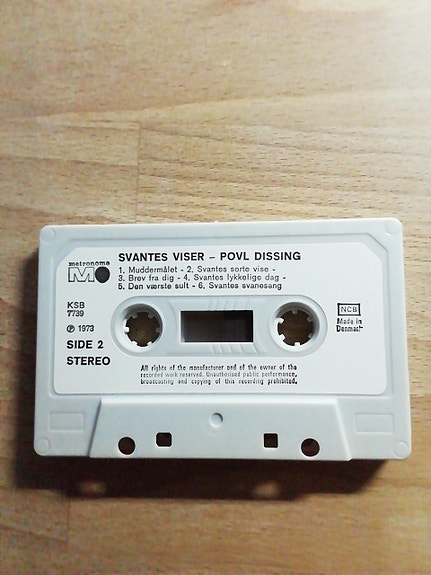 SVANTES VISER – POVL DISSING
metronome
M
1. Muddermålet - 2. Svantes sorte vise -
3. Brev fra dig - 4. Svantes lykkelige dag -
5. Den værste sult - 6. Svantes svanesang
KSB
7739
℗ 1973
SIDE 2
STEREO
NCB
Made in
Denmark
All rights of the manufacturer and of the owner of the
recorded work reserved. Unauthorised public performance,
broadcasting and copying of this recording prohibited.